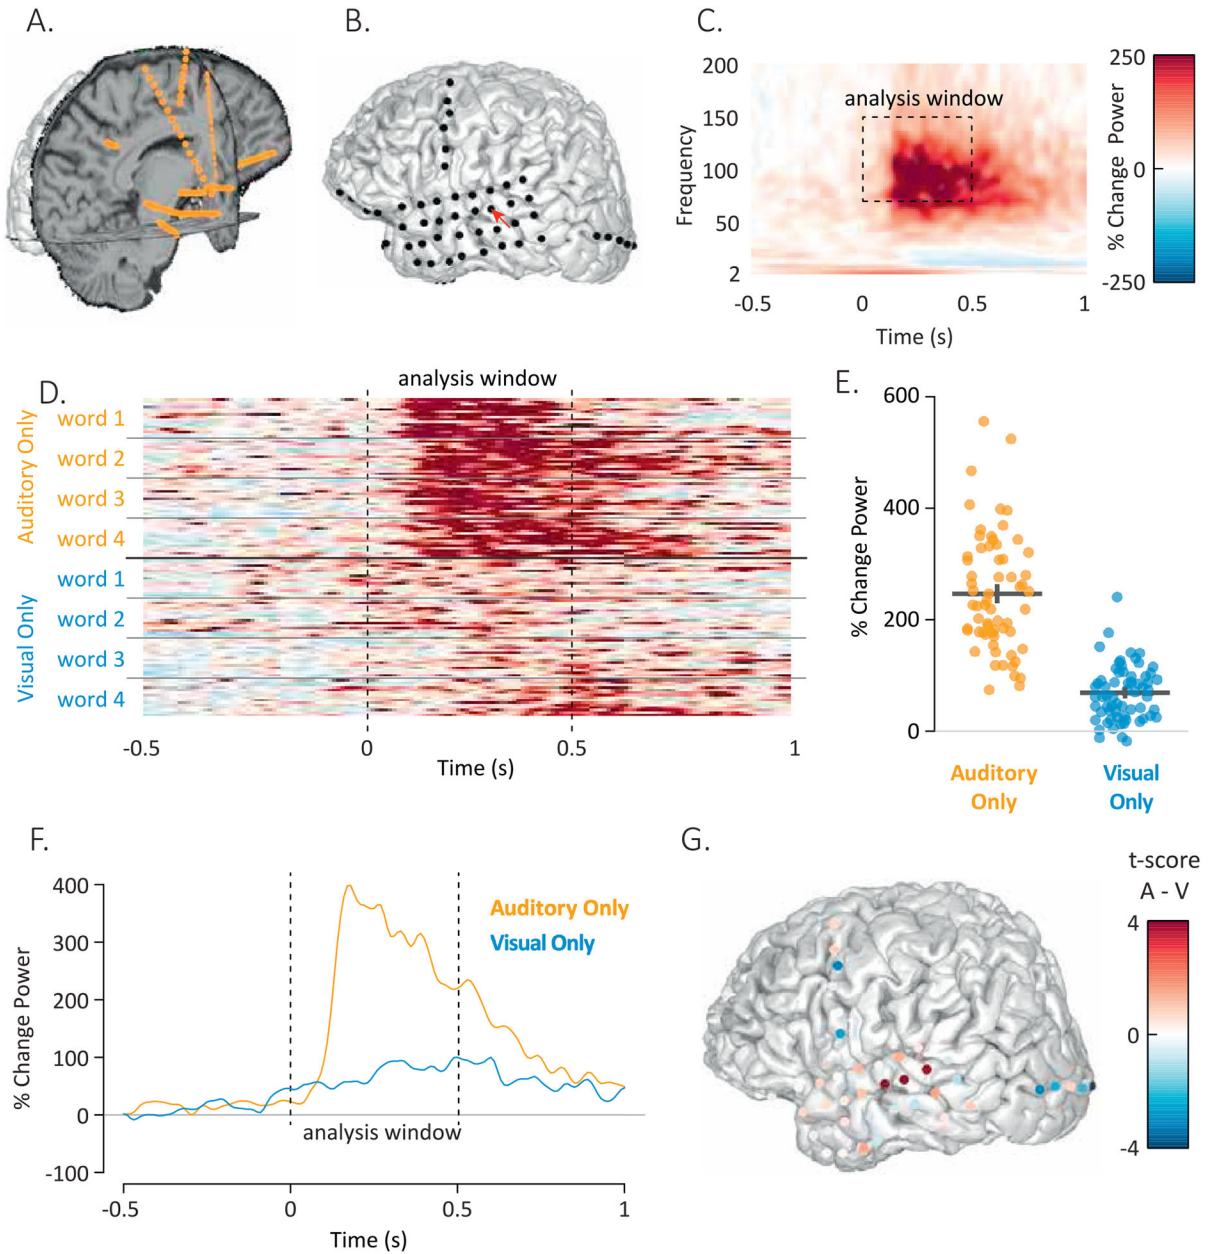 A.
B.
C.
200
150
100
50
2
Frequency
analysis window
-0.5
0
0.5
1
Time (s)
250
0
-250
% Change Power
D.
analysis window
Auditory Only
word 1
word 2
word 3
word 4
Visual Only
word 1
word 2
word 3
word 4
-0.5
0
0.5
1
Time (s)
E.
600
400
200
0
% Change Power
Auditory
Only
Visual
Only
F.
400
300
200
100
0
-100
% Change Power
Auditory Only
Visual Only
analysis window
-0.5
0
0.5
1
Time (s)
G.
t-score
A - V
4
0
-4